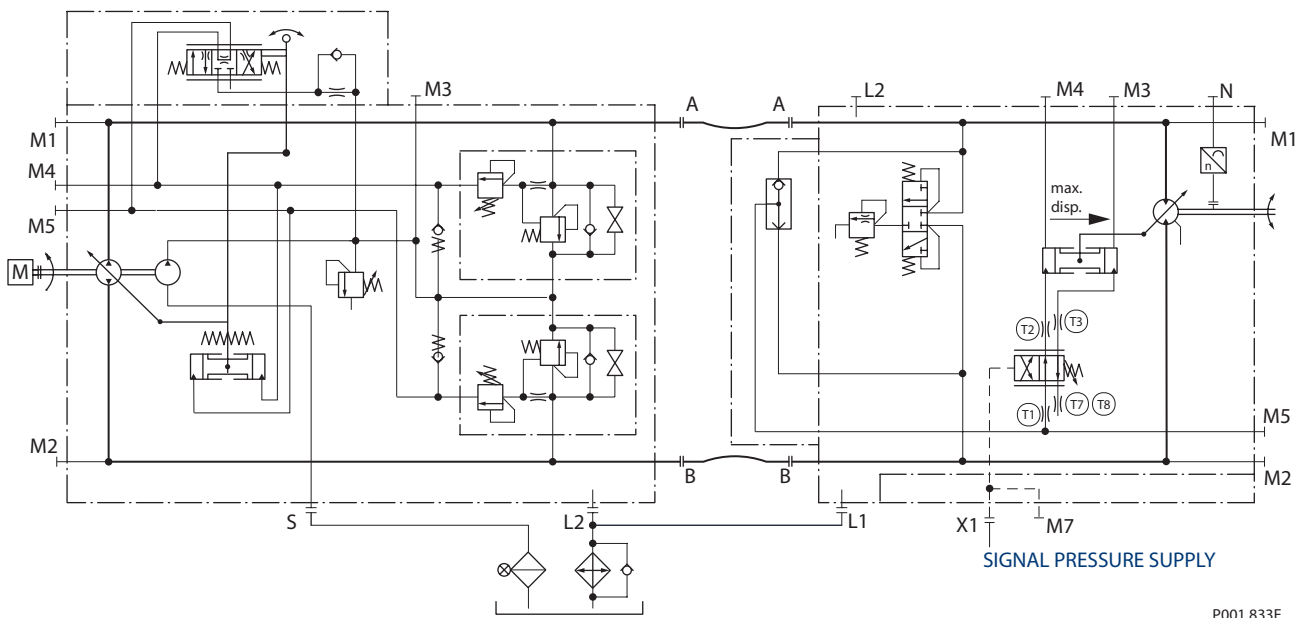 M3
A
A
L2
M4
M3
N
M1
M1
M4
n
max.
disp.
M5
M
T2
T3
T1
T7
T8
M5
M2
M2
B
B
S
L2
L1
X1
M7
SIGNAL PRESSURE SUPPLY
P001 833E